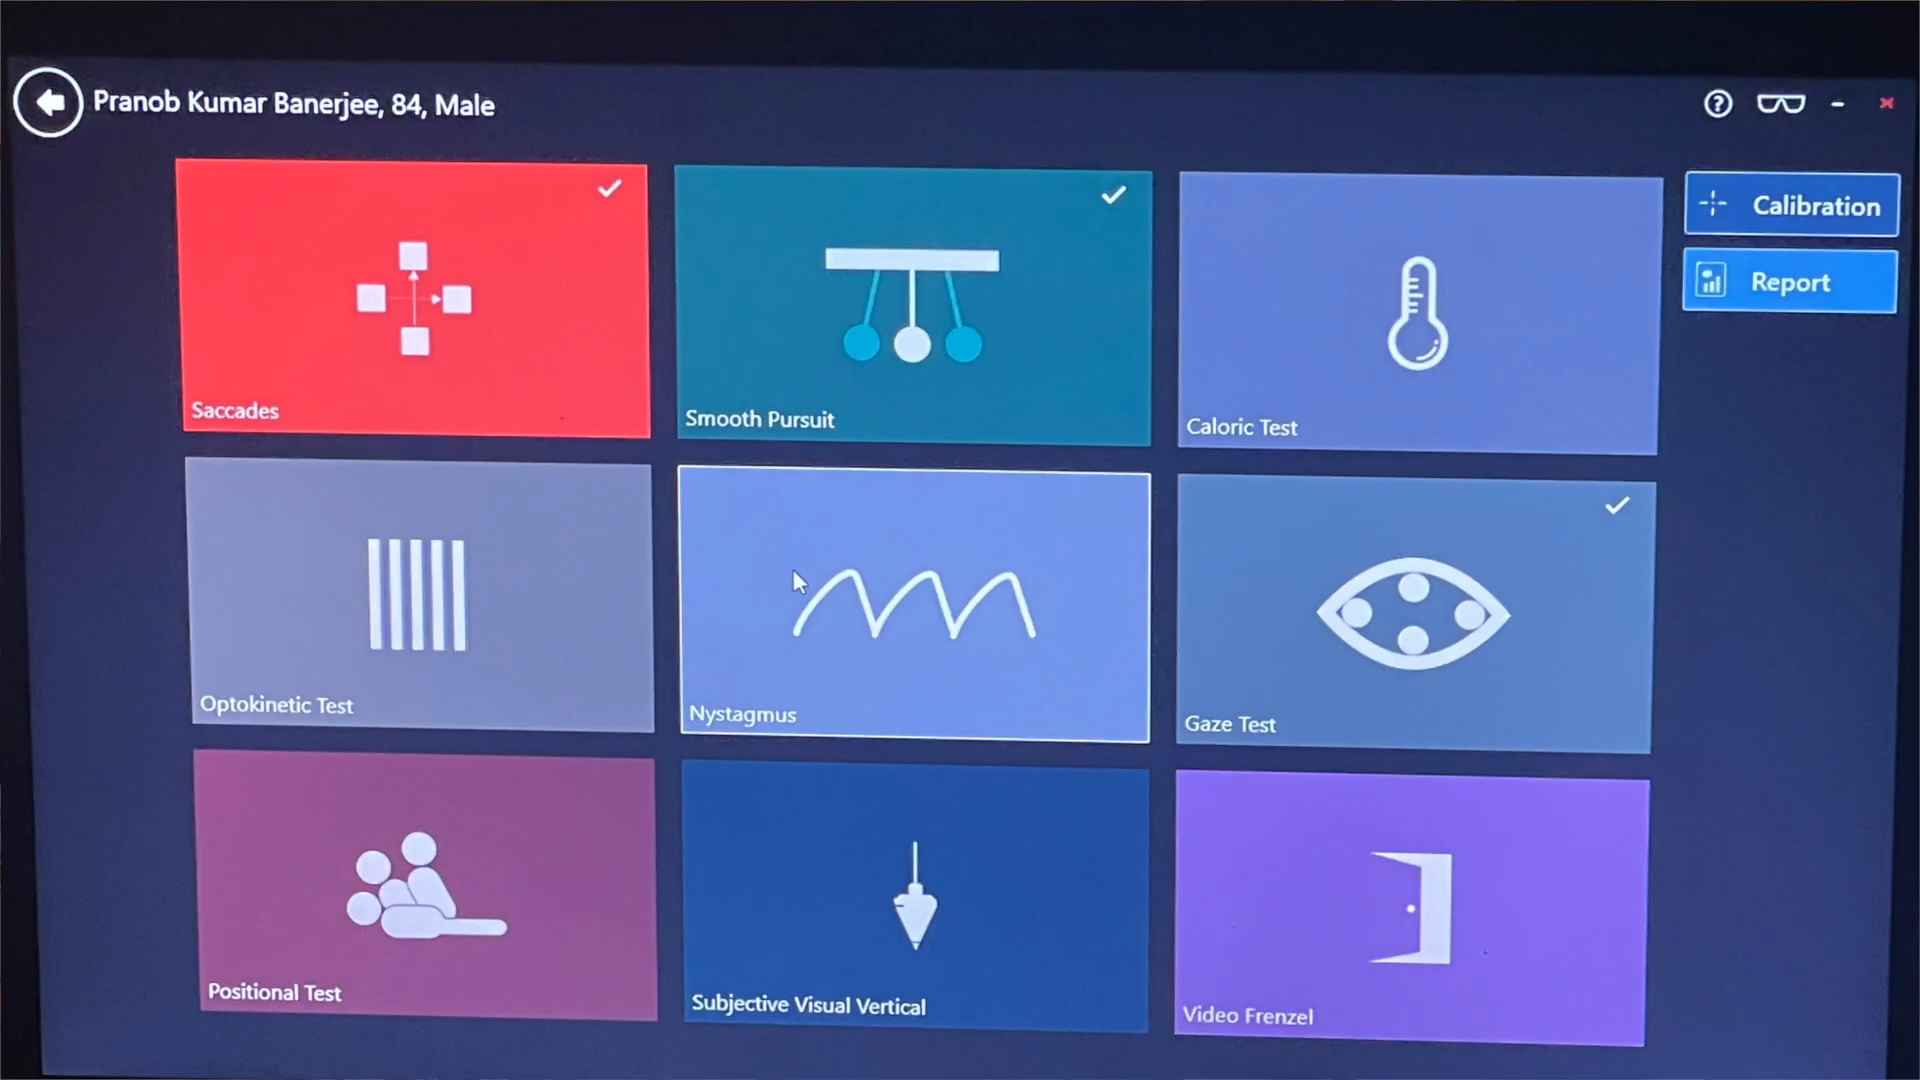 Pranob Kumar Banerjee, 84, Male
Calibration
Report
Saccades
Smooth Pursuit
Caloric Test
Optokinetic Test
Nystagmus
Gaze Test
Positional Test
Subjective Visual Vertical
Video Frenzel